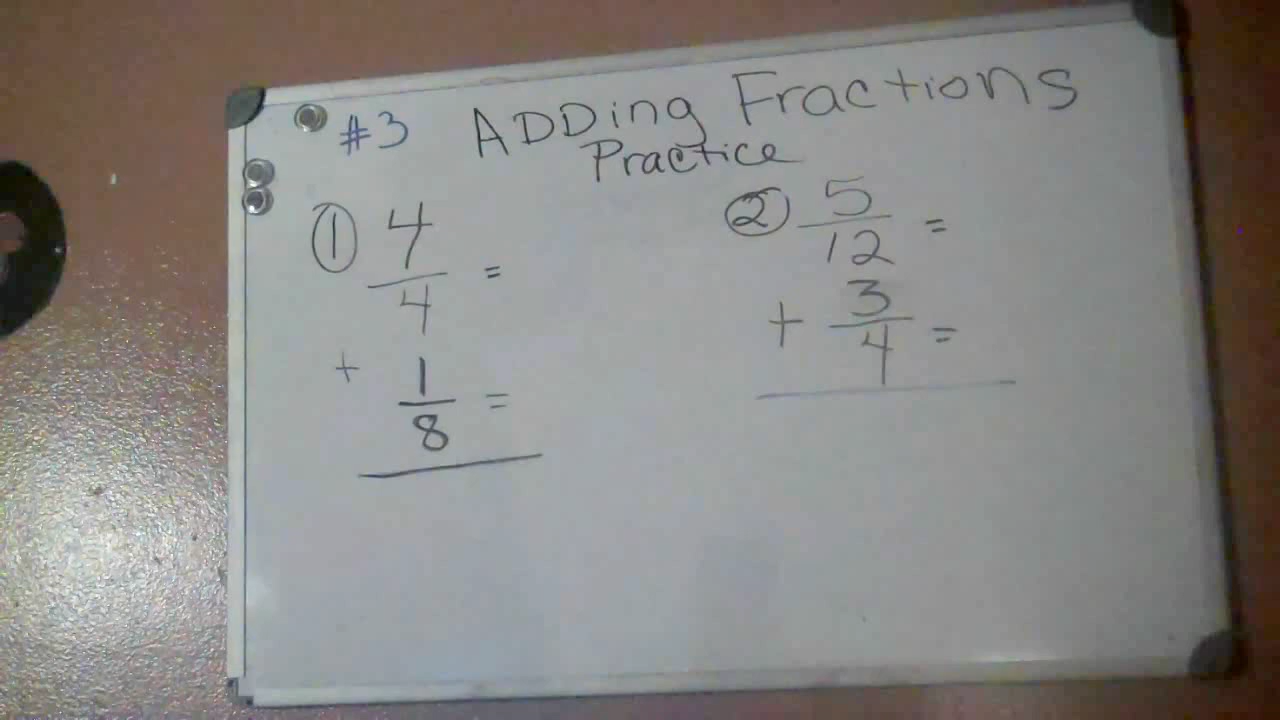 #3 ADDing Fractions
Practice
① 4/4 =
+ 1/8 =
② 5/12 =
+ 3/4 =